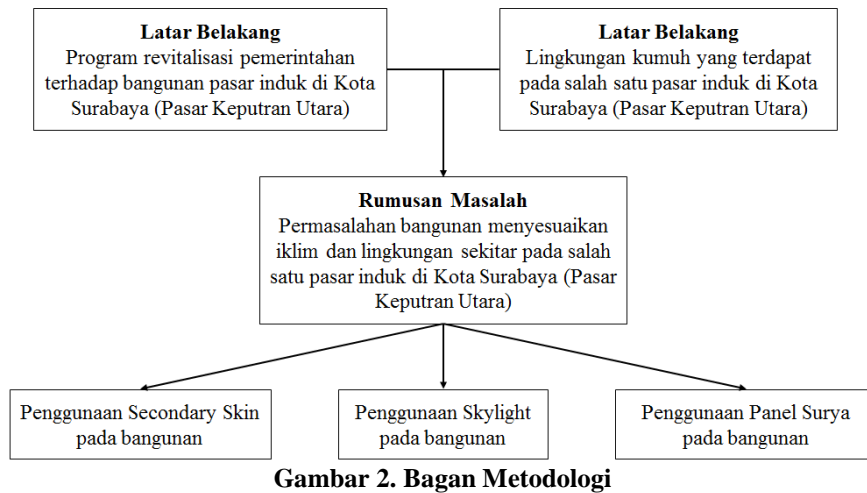 Latar Belakang
Program revitalisasi pemerintahan
terhadap bangunan pasar induk di Kota
Surabaya (Pasar Keputran Utara)
Latar Belakang
Lingkungan kumuh yang terdapat
pada salah satu pasar induk di Kota
Surabaya (Pasar Keputran Utara)
Rumusan Masalah
Permasalahan bangunan menyesuaikan
iklim dan lingkungan sekitar pada salah
satu pasar induk di Kota Surabaya (Pasar
Keputran Utara)
Penggunaan Secondary Skin
pada bangunan
Penggunaan Skylight
pada bangunan
Penggunaan Panel Surya
pada bangunan
Gambar 2. Bagan Metodologi